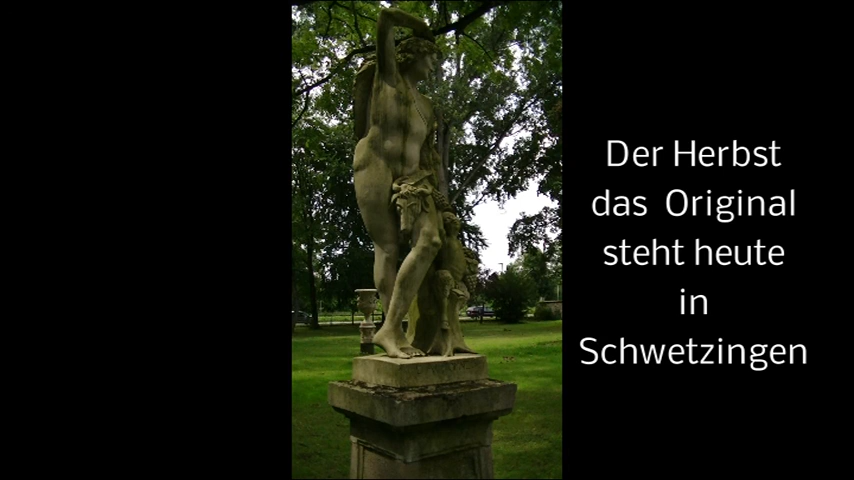 Der Herbst
das Original
steht heute
in
Schwetzingen